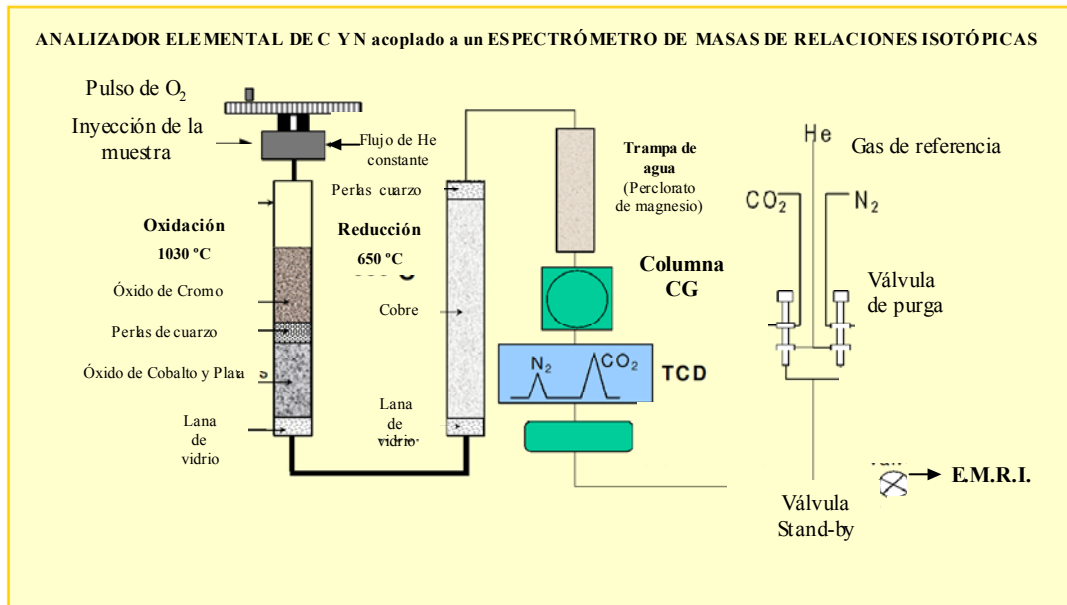 ANALIZADOR ELEMENTAL DE C Y N acoplado a un ESPECTRÓMETRO DE MASAS DE RELACIONES ISOTÓPICAS
Pulso de O2
Inyección de la
muestra
Flujo de He
constante
Oxidación
1030 ºC
Óxido de Cromo
Perlas de cuarzo
Óxido de Cobalto y Plata
Lana
de
vidrio
Perlas cuarzo
Reducción
650 ºC
Cobre
Lana
de
vidrio
Trampa de
agua
(Perclorato
de magnesio)
Columna
CG
N2
CO2
TCD
He
Gas de referencia
CO2
N2
Válvula
de purga
Válvula
Stand-by
E.M.R.I.